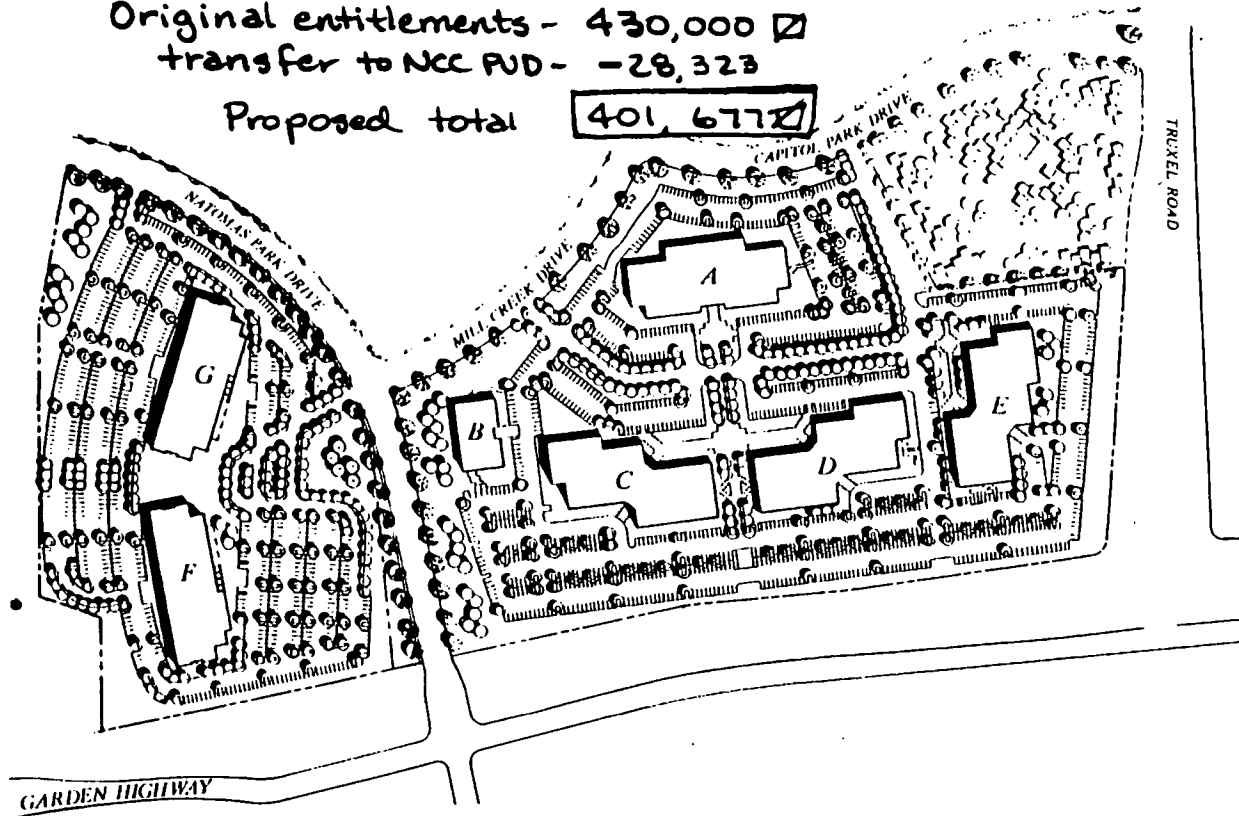 Original entitlements - 430,000 ☑
transfer to NCC PUD - -28,323
Proposed total 401,677 ☑
CAPITOL PARK DRIVE
TRUXEL ROAD
NATOMAS PARK DRIVE
MILL CREEK DRIVE
A
G
B
E
C
D
F
GARDEN HIGHWAY